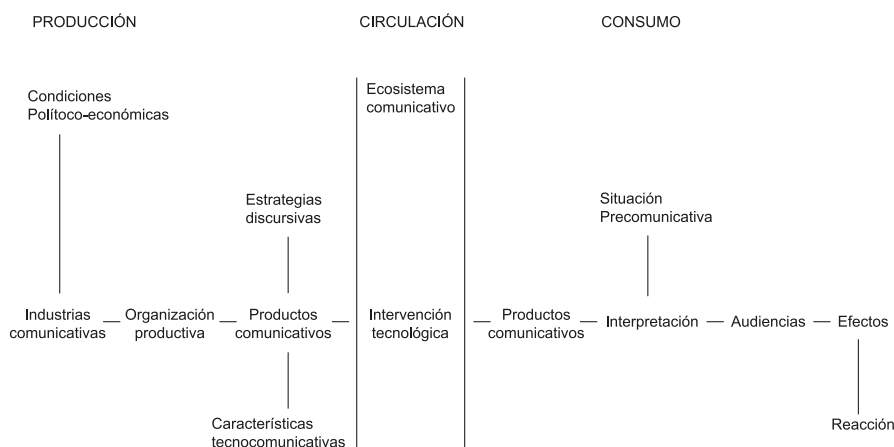 PRODUCCIÓN
CIRCULACIÓN
CONSUMO
Condiciones
Polítoco-económicas
Ecosistema
comunicativo
Estrategias
discursivas
Situación
Precomunicativa
Industrias
comunicativas
Organización
productiva
Productos
comunicativos
Intervención
tecnológica
Productos
comunicativos
Interpretación
Audiencias
Efectos
Características
tecnocomunicativas
Reacción